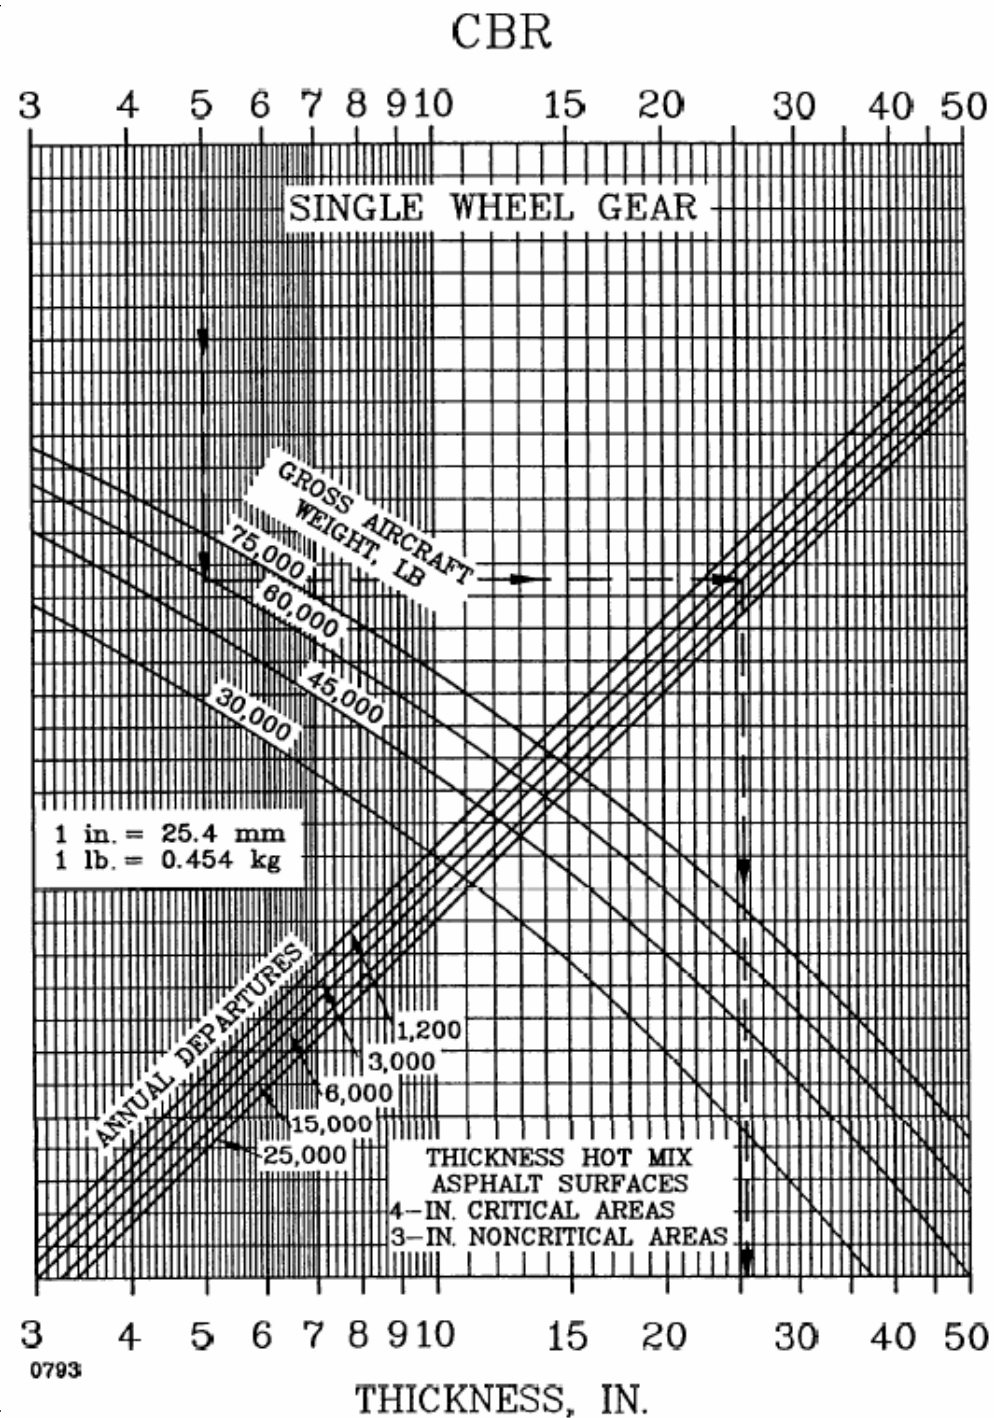 CBR
3 4 5 6 7 8 9 10 15 20 30 40 50
SINGLE WHEEL GEAR
GROSS AIRCRAFT
WEIGHT, LB
75,000
60,000
45,000
30,000
1 in.= 25.4 mm
1 lb.= 0.454 kg
ANNUAL DEPARTURES
1,200
3,000
6,000
15,000
25,000
THICKNESS HOT MIX
ASPHALT SURFACES
4-IN. CRITICAL AREAS
3-IN. NONCRITICAL AREAS
3 4 5 6 7 8 9 10 15 20 30 40 50
0793
THICKNESS, IN.